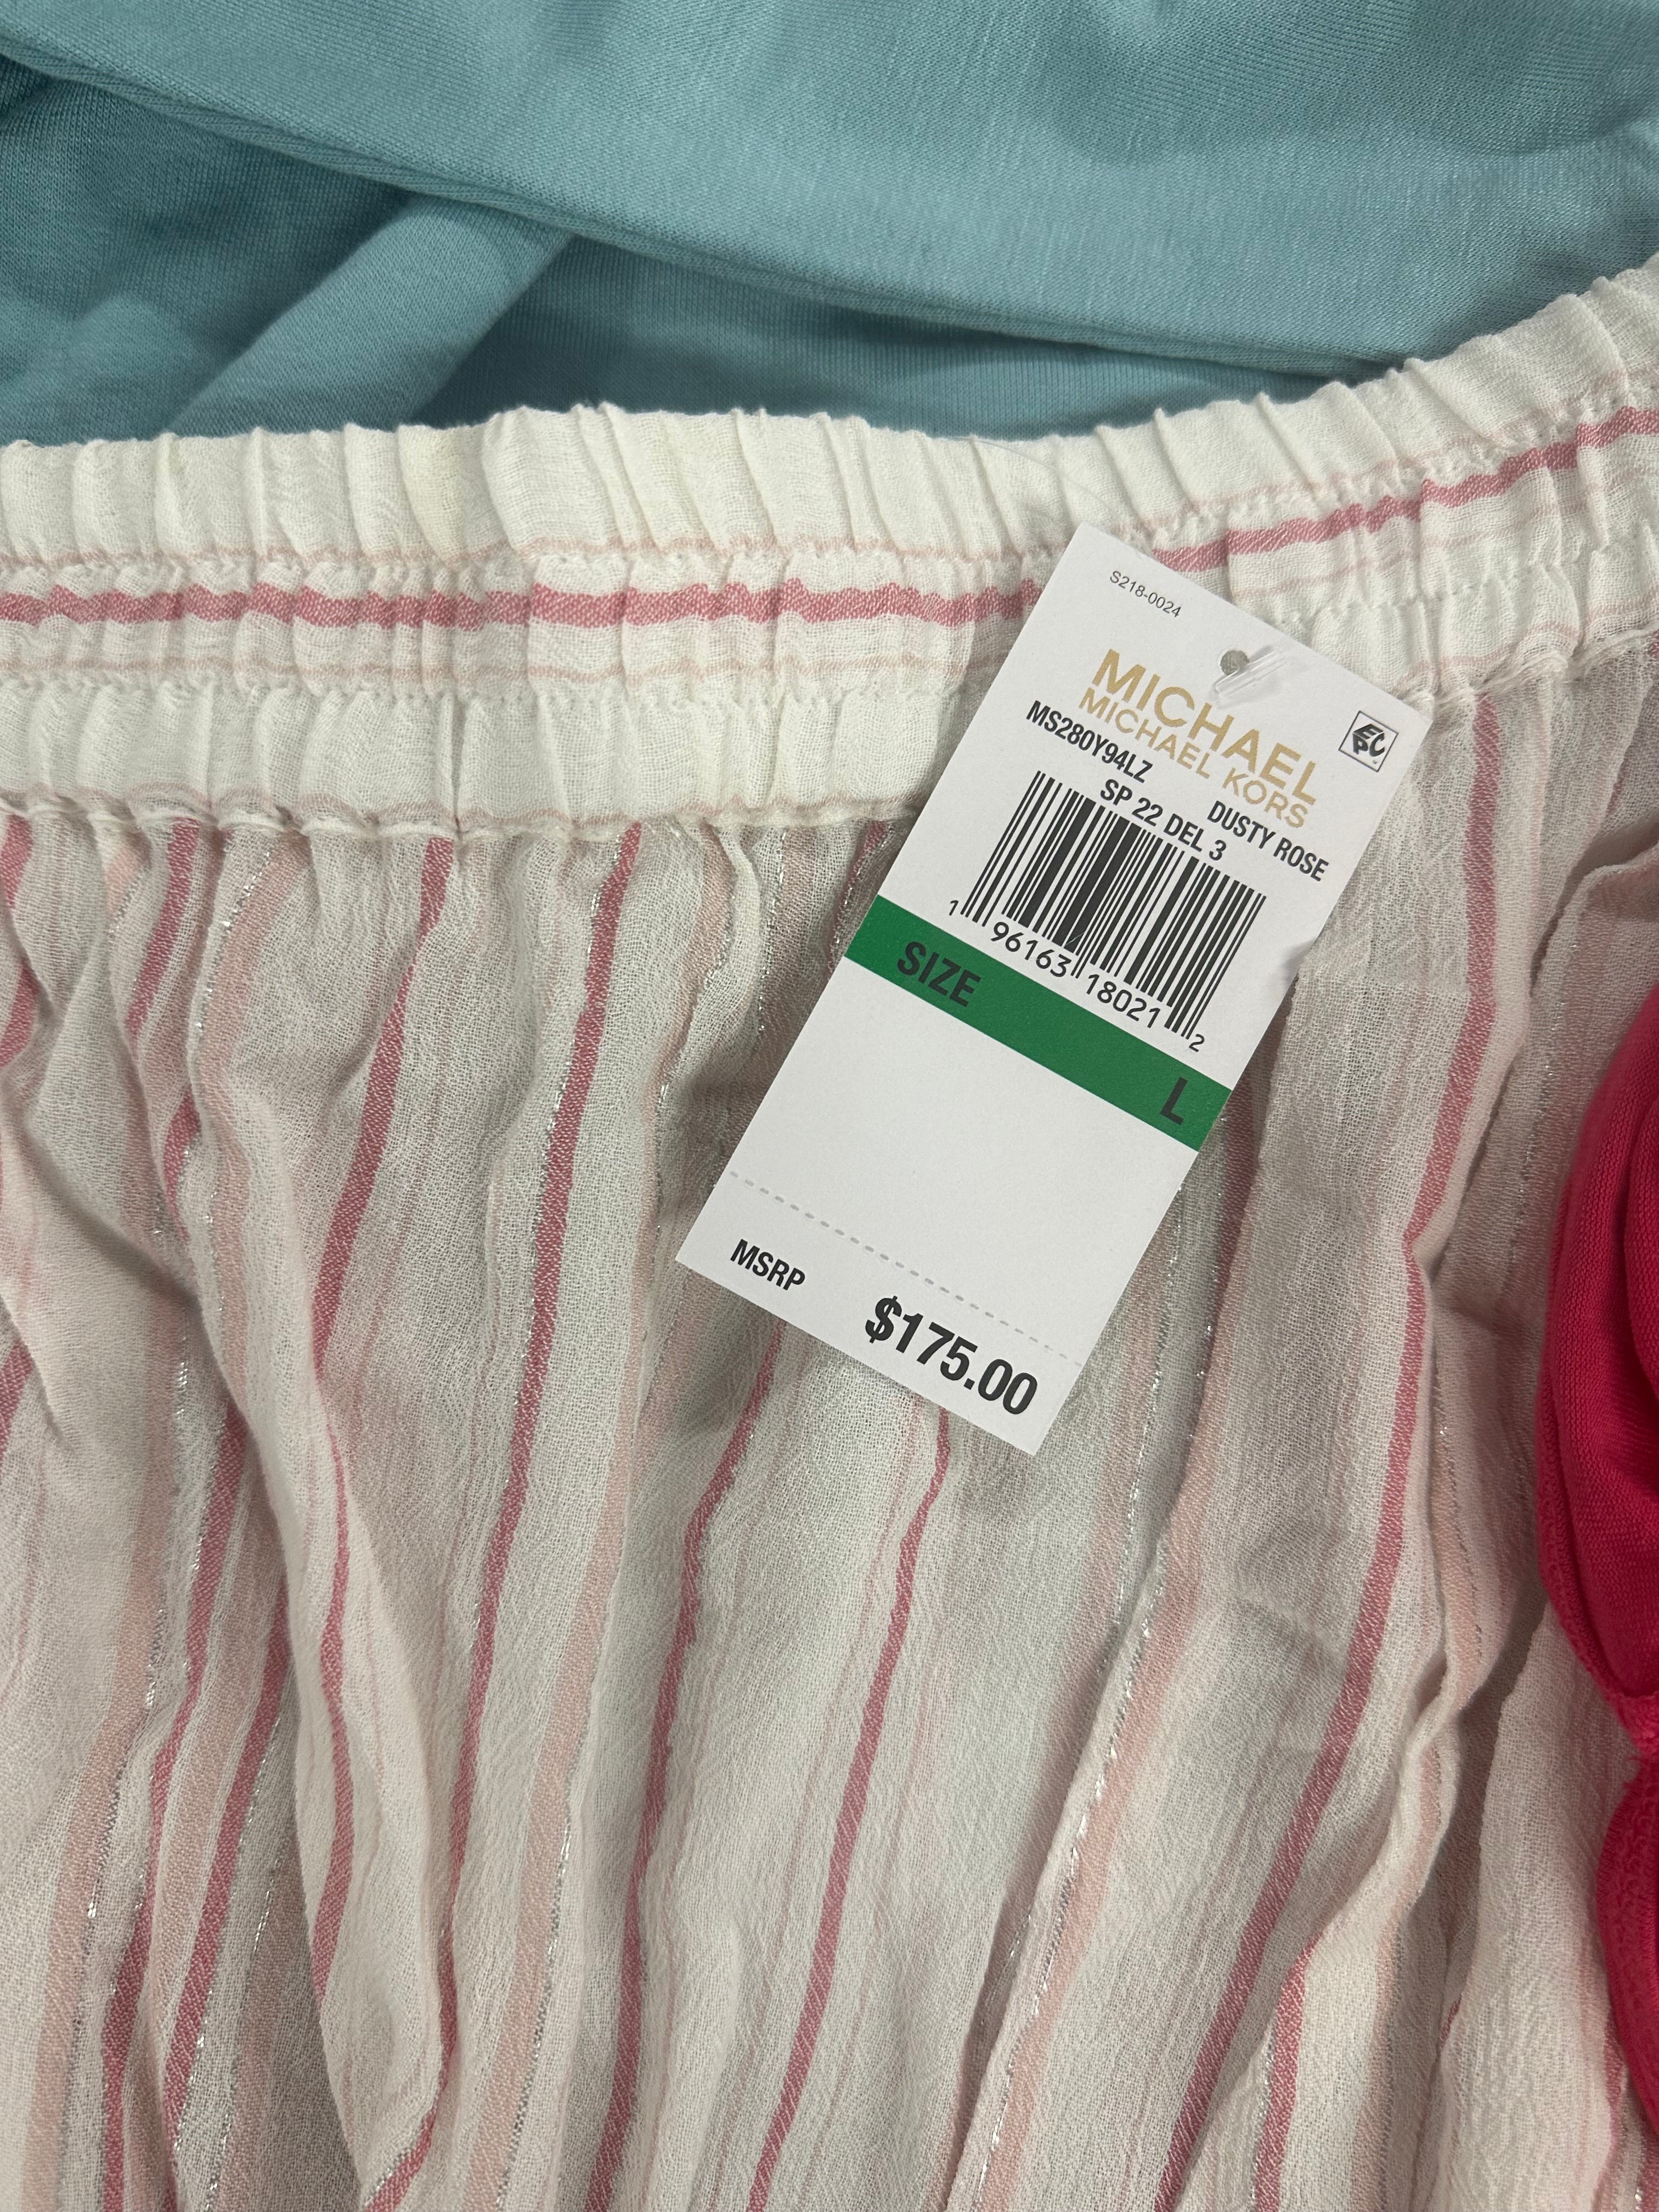 S218-0024
MICHAEL
MICHAEL KORS
EPC
MS280Y94LZ
DUSTY ROSE
SP 22 DEL 3
1 96163 18021 2
SIZE L
MSRP
$175.00